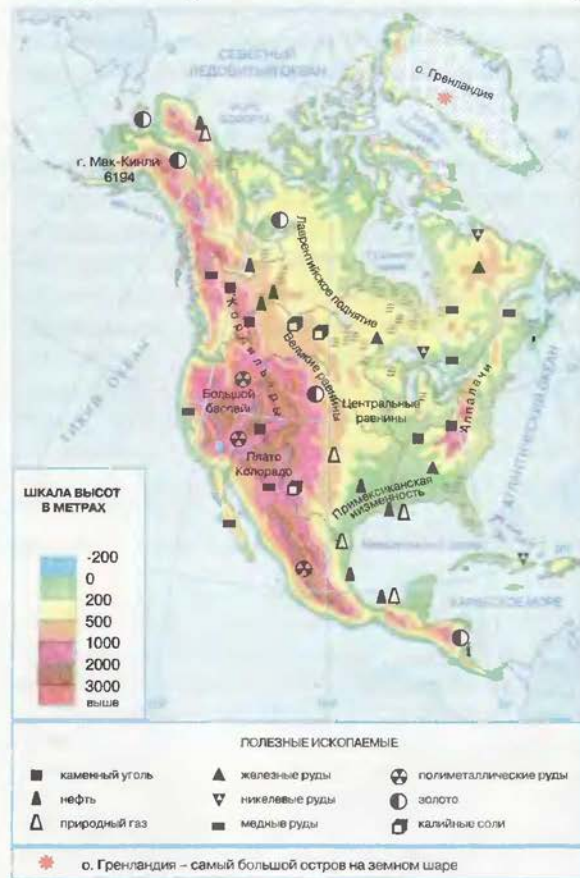 СЕВЕРНЫЙ
ЛЕДОВИТЫЙ ОКЕАН
о. Гренландия
г. Мак-Кинли
6194
Лаврентийское поднятие
Кордильеры
Великие равнины
Большой
бассейн
Центральные
равнины
Аппалачи
Плато
Колорадо
Примексиканская
низменность
ТИХИЙ ОКЕАН
АТЛАНТИЧЕСКИЙ ОКЕАН
КАРИБСКОЕ МОРЕ
ШКАЛА ВЫСОТ
В МЕТРАХ
-200
0
200
500
1000
2000
3000
выше
ПОЛЕЗНЫЕ ИСКОПАЕМЫЕ
каменный уголь
железные руды
полиметаллические руды
нефть
никелевые руды
золото
природный газ
медные руды
калийные соли
о. Гренландия – самый большой остров на земном шаре